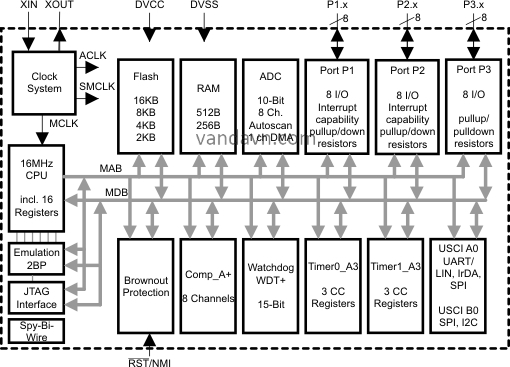 XIN XOUT DVCC DVSS P1.x P2.x P3.x
8 8 8
ACLK
SMCLK
MCLK
Clock
System
Flash
16KB
8KB
4KB
2KB
RAM
512B
256B
ADC
10-Bit
8 Ch.
Autoscan
1 ch DMA
Port P1
8 I/O
Interrupt
capability
pullup/down
resistors
Port P2
8 I/O
Interrupt
capability
pullup/down
resistors
Port P3
8 I/O
pullup/
pulldown
resistors
vandavn.com
16MHz
CPU
incl. 16
Registers
MAB
MDB
Emulation
2BP
JTAG
Interface
Spy-Bi-
Wire
Brownout
Protection
Comp_A+
8 Channels
Watchdog
WDT+
15-Bit
Timer0_A3
3 CC
Registers
Timer1_A3
3 CC
Registers
USCI A0
UART/
LIN, IrDA,
SPI
USCI B0
SPI, I2C
RST/NMI